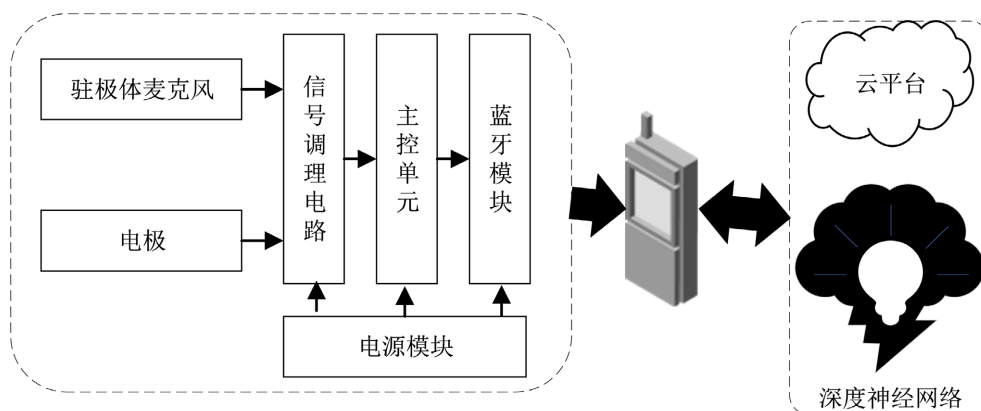 驻极体麦克风
电极
信号调理电路
主控单元
蓝牙模块
电源模块
云平台
深度神经网络